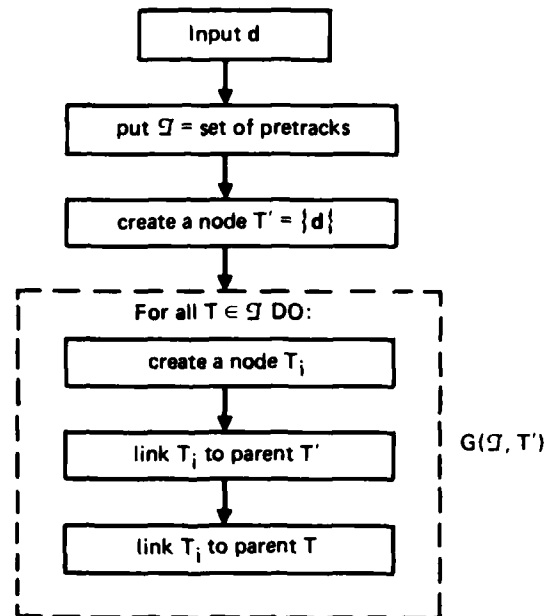 Input d
put 𝒯 = set of pretracks
create a node T' = {d}
For all T ∈ 𝒯 DO:
create a node Tᵢ
link Tᵢ to parent T'
link Tᵢ to parent T
G(𝒯, T')